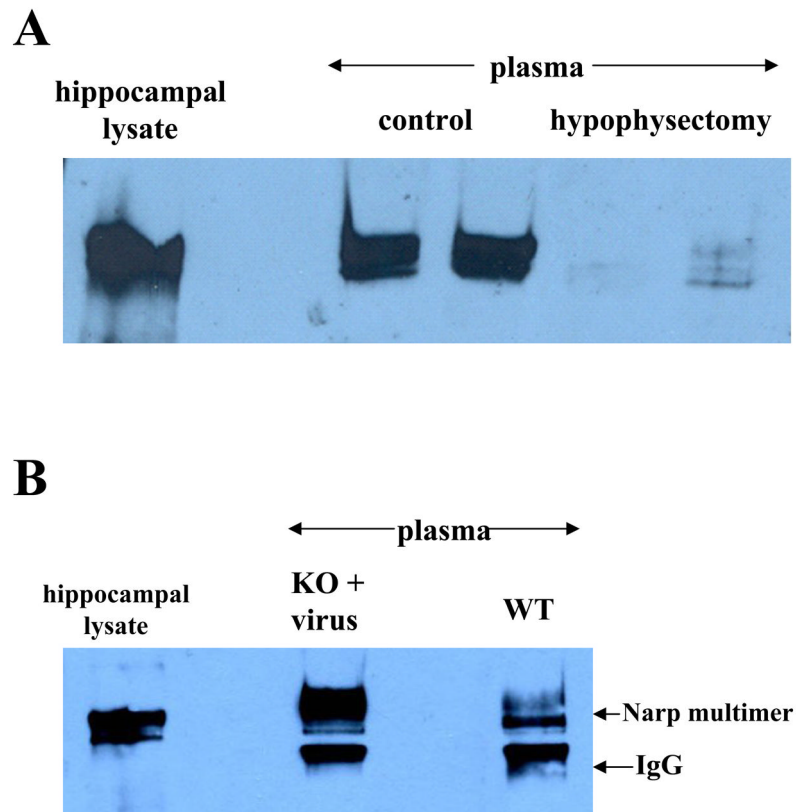 A
plasma
hippocampal
lysate
control
hypophysectomy
B
plasma
hippocampal
lysate
KO +
virus
WT
Narp multimer
IgG